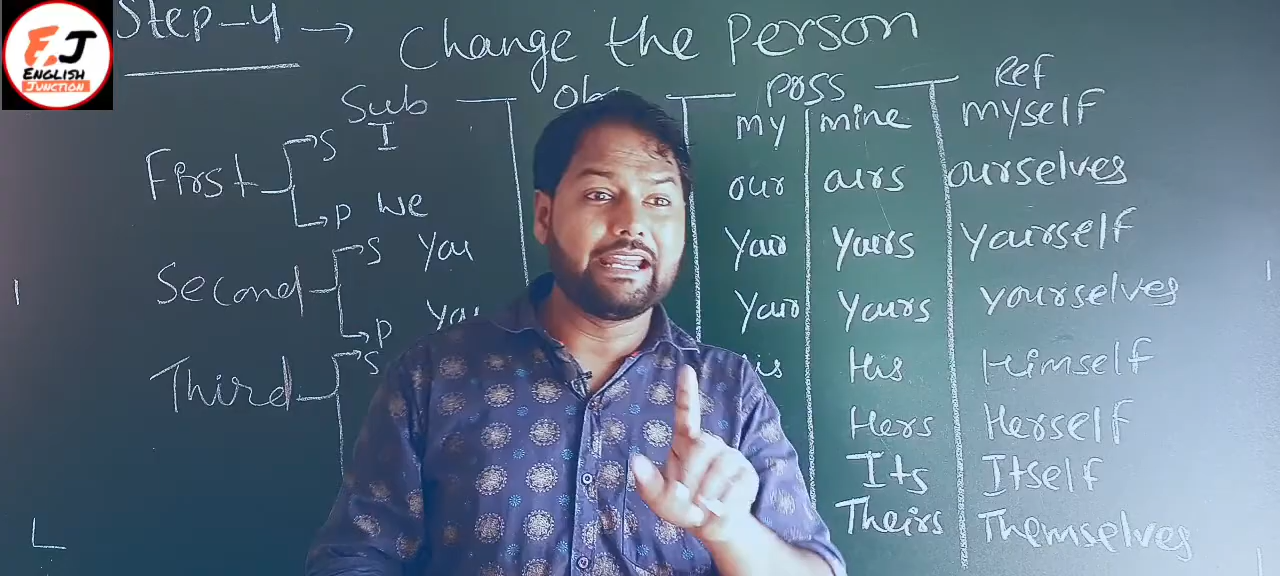 E.J
ENGLISH
JUNCTION
Step-4 → Change the Person
Sub Poss Ref
First S I my mine myself
P We our ours ourselves
Second S You Your Yours Yourself
P You Your Yours yourselves
Third S His Himself
Hers Herself
Its Itself
Theirs Themselves